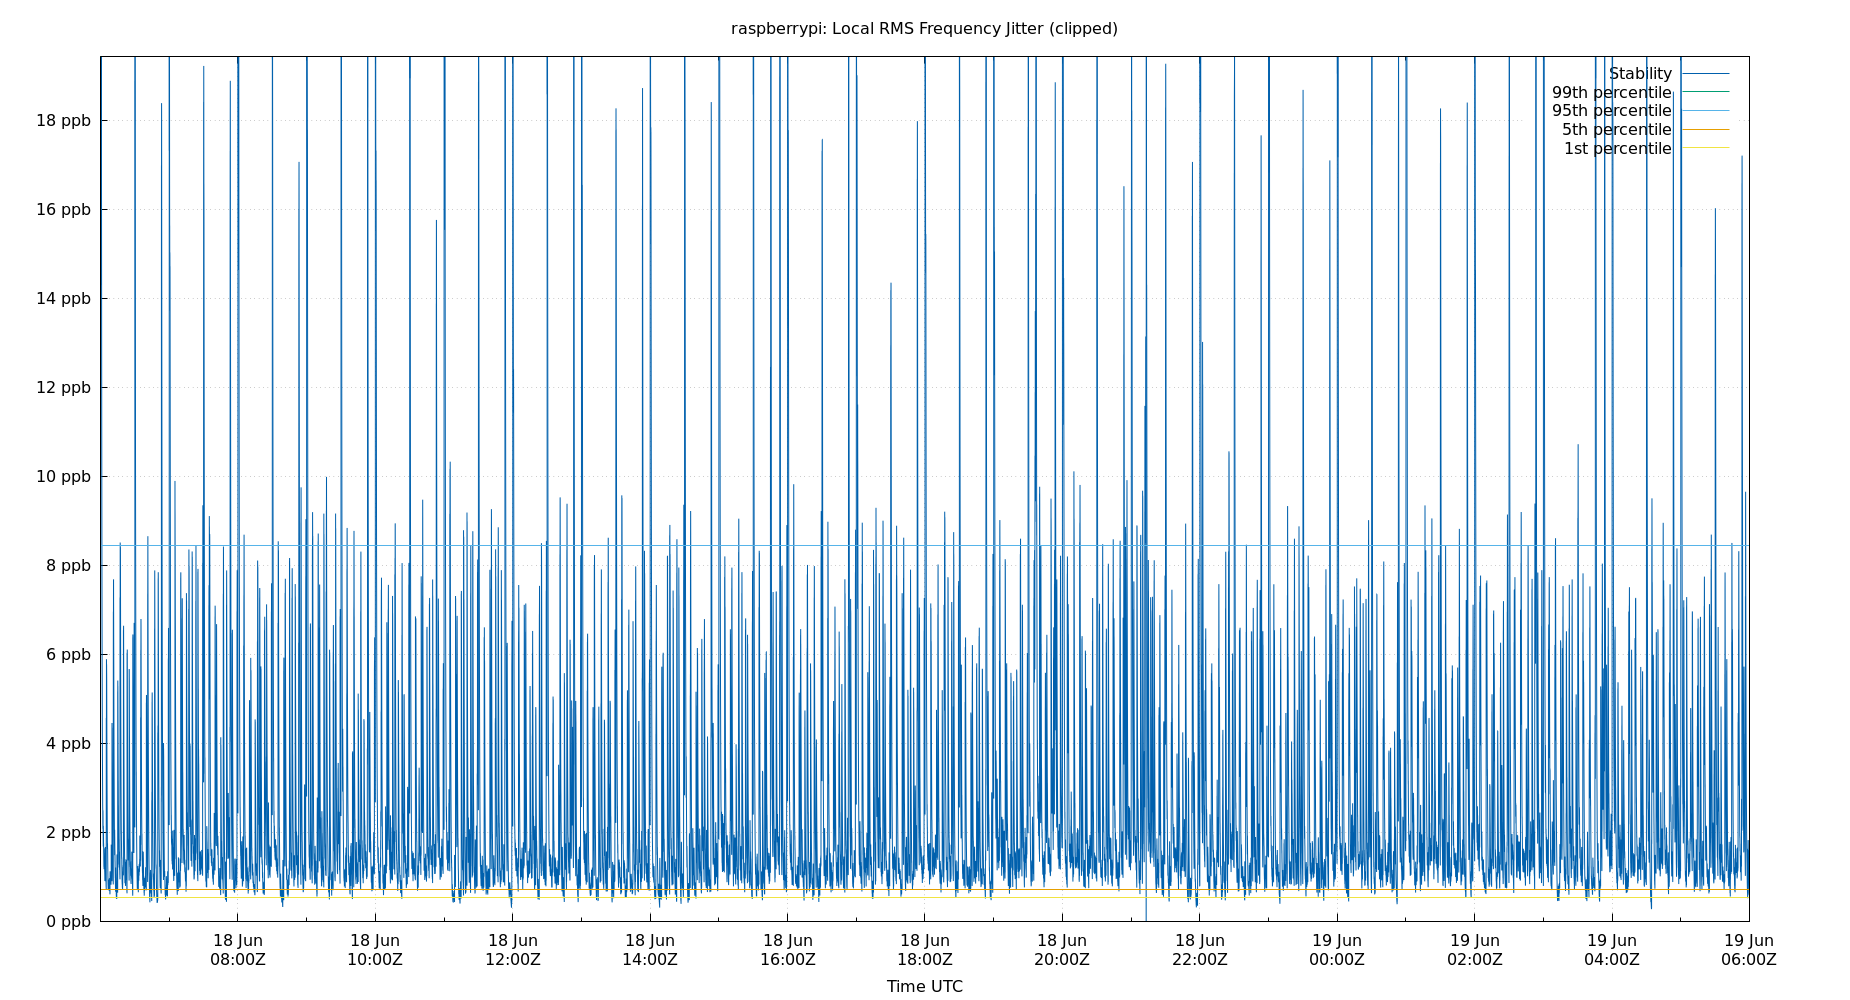 raspberrypi: Local RMS Frequency Jitter (clipped)
Stability
99th percentile
95th percentile
5th percentile
1st percentile
18 ppb
16 ppb
14 ppb
12 ppb
10 ppb
8 ppb
6 ppb
4 ppb
2 ppb
0 ppb
18 Jun 18 Jun 18 Jun 18 Jun 18 Jun 18 Jun 18 Jun 18 Jun 19 Jun 19 Jun 19 Jun 19 Jun
08:00Z 10:00Z 12:00Z 14:00Z 16:00Z 18:00Z 20:00Z 22:00Z 00:00Z 02:00Z 04:00Z 06:00Z
Time UTC